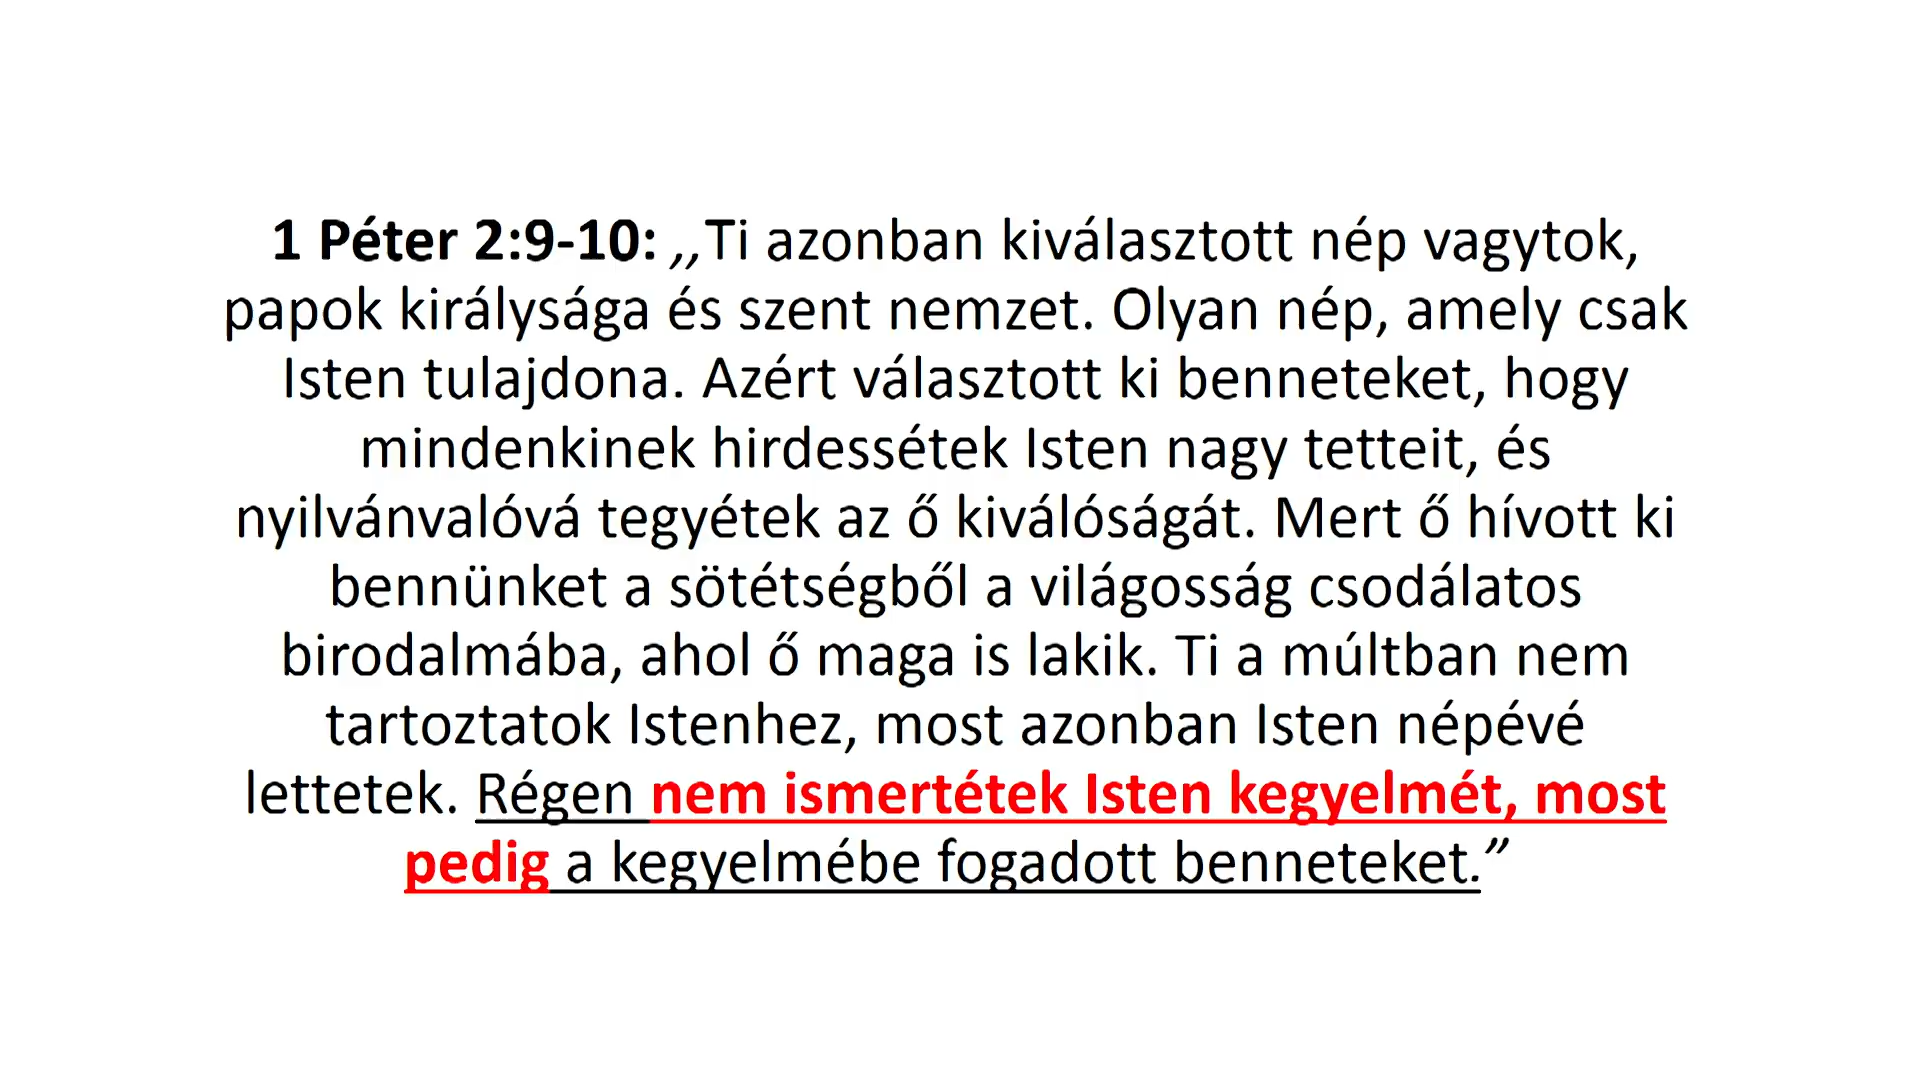 1 Péter 2:9-10: ,,Ti azonban kiválasztott nép vagytok,
papok királysága és szent nemzet. Olyan nép, amely csak
Isten tulajdona. Azért választott ki benneteket, hogy
mindenkinek hirdessétek Isten nagy tetteit, és
nyilvánvalóvá tegyétek az ő kiválóságát. Mert ő hívott ki
bennünket a sötétségből a világosság csodálatos
birodalmába, ahol ő maga is lakik. Ti a múltban nem
tartoztatok Istenhez, most azonban Isten népévé
lettetek. Régen nem ismertétek Isten kegyelmét, most
pedig a kegyelmébe fogadott benneteket.”